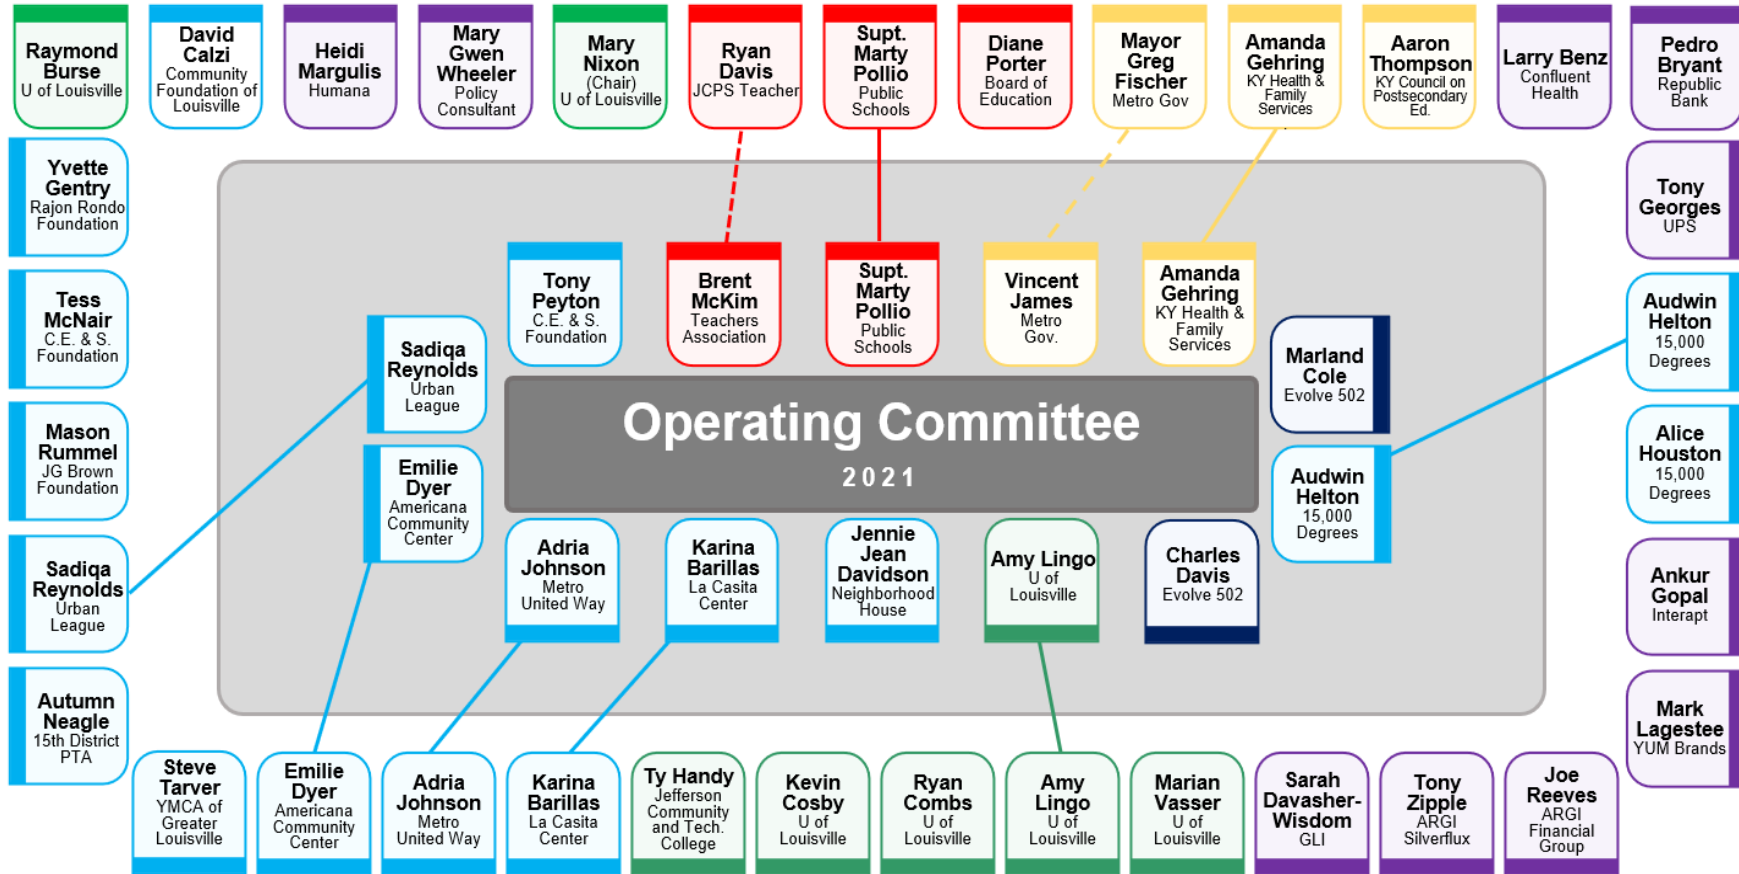 Raymond
Burse
U of Louisville
David
Calzi
Community
Foundation of
Louisville
Heidi
Margulis
Humana
Mary
Gwen
Wheeler
Policy
Consultant
Mary
Nixon
(Chair)
U of Louisville
Ryan
Davis
JCPS Teacher
Supt.
Marty
Pollio
Public
Schools
Diane
Porter
Board of
Education
Mayor
Greg
Fischer
Metro Gov
Amanda
Gehring
KY Health &
Family
Services
Aaron
Thompson
KY Council on
Postsecondary
Ed.
Larry Benz
Confluent
Health
Pedro
Bryant
Republic
Bank
Yvette
Gentry
Rajon Rondo
Foundation
Tess
McNair
C.E. & S.
Foundation
Mason
Rummel
JG Brown
Foundation
Sadiqa
Reynolds
Urban
League
Autumn
Neagle
15th District
PTA
Tony
Peyton
C.E. & S.
Foundation
Brent
McKim
Teachers
Association
Supt.
Marty
Pollio
Public
Schools
Vincent
James
Metro
Gov.
Amanda
Gehring
KY Health &
Family
Services
Sadiqa
Reynolds
Urban
League
Emilie
Dyer
Americana
Community
Center
Operating Committee
2021
Marland
Cole
Evolve 502
Audwin
Helton
15,000
Degrees
Adria
Johnson
Metro
United Way
Karina
Barillas
La Casita
Center
Jennie
Jean
Davidson
Neighborhood
House
Amy Lingo
U of
Louisville
Charles
Davis
Evolve 502
Tony
Georges
UPS
Audwin
Helton
15,000
Degrees
Alice
Houston
15,000
Degrees
Ankur
Gopal
Interapt
Mark
Lagestee
YUM Brands
Steve
Tarver
YMCA of
Greater
Louisville
Emilie
Dyer
Americana
Community
Center
Adria
Johnson
Metro
United Way
Karina
Barillas
La Casita
Center
Ty Handy
Jefferson
Community
and Tech.
College
Kevin
Cosby
U of
Louisville
Ryan
Combs
U of
Louisville
Amy
Lingo
U of
Louisville
Marian
Vasser
U of
Louisville
Sarah
Davasher-
Wisdom
GLI
Tony
Zipple
ARGI
Silverflux
Joe
Reeves
ARGI
Financial
Group